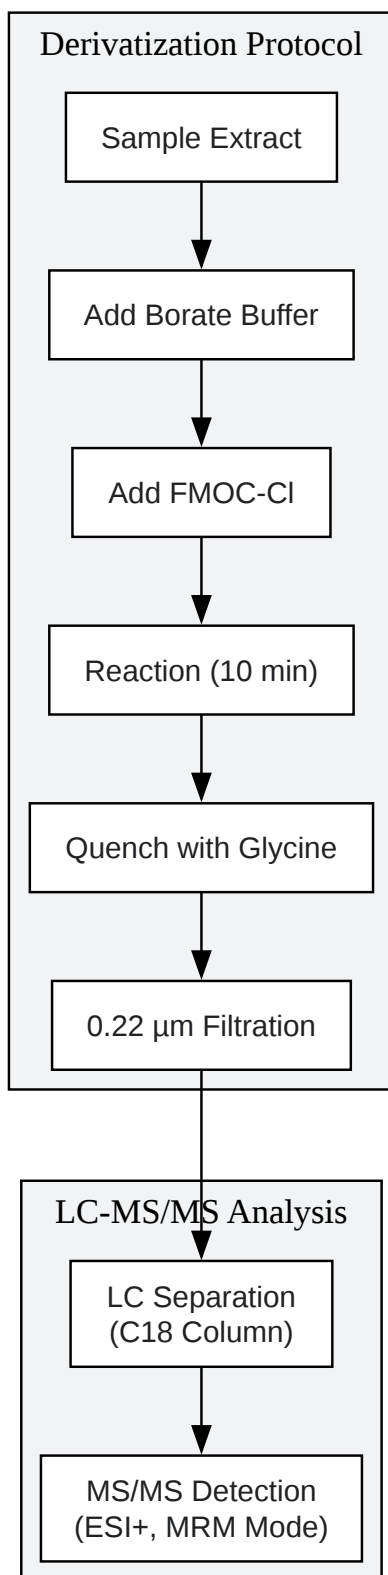 Derivatization Protocol
Sample Extract
Add Borate Buffer
Add FMOC-Cl
Reaction (10 min)
Quench with Glycine
0.22 µm Filtration
LC-MS/MS Analysis
LC Separation
(C18 Column)
MS/MS Detection
(ESI+, MRM Mode)